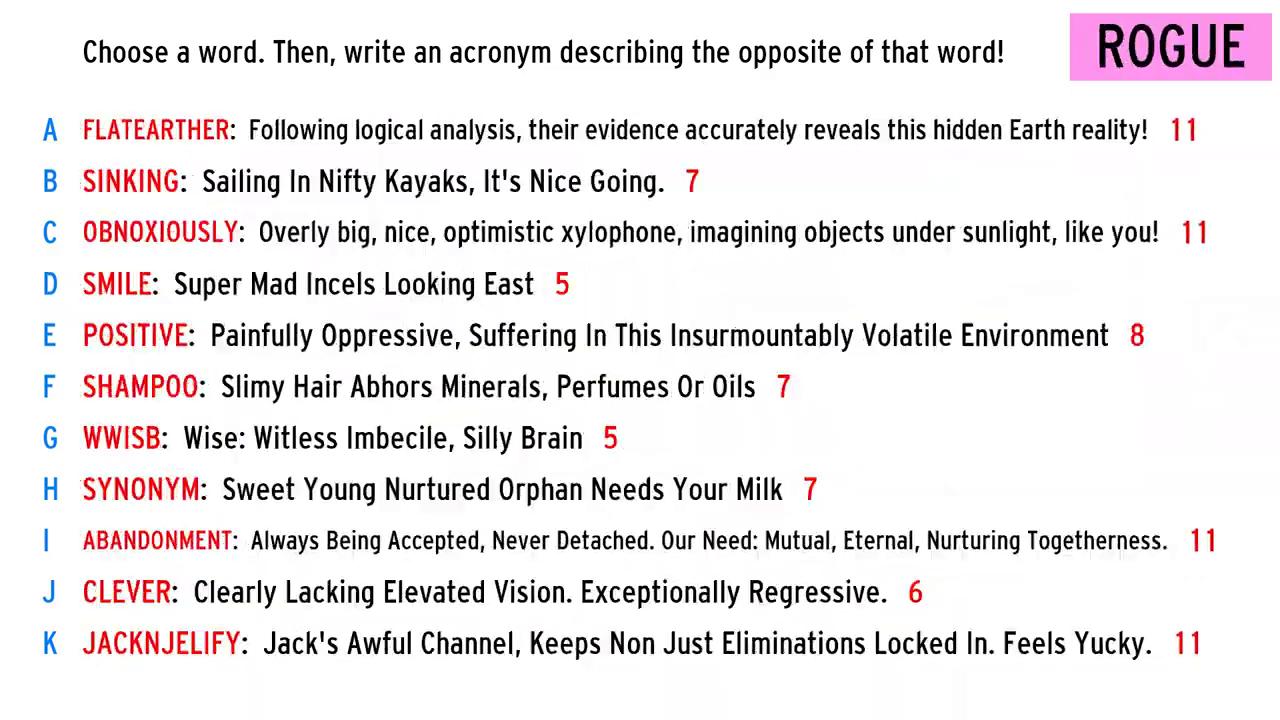 Choose a word. Then, write an acronym describing the opposite of that word!
ROGUE
A FLATEARTHER: Following logical analysis, their evidence accurately reveals this hidden Earth reality! 11
B SINKING: Sailing In Nifty Kayaks, It's Nice Going. 7
C OBNOXIOUSLY: Overly big, nice, optimistic xylophone, imagining objects under sunlight, like you! 11
D SMILE: Super Mad Incels Looking East 5
E POSITIVE: Painfully Oppressive, Suffering In This Insurmountably Volatile Environment 8
F SHAMPOO: Slimy Hair Abhors Minerals, Perfumes Or Oils 7
G WWISB: Wise: Witless Imbecile, Silly Brain 5
H SYNONYM: Sweet Young Nurtured Orphan Needs Your Milk 7
I ABANDONMENT: Always Being Accepted, Never Detached. Our Need: Mutual, Eternal, Nurturing Togetherness. 11
J CLEVER: Clearly Lacking Elevated Vision. Exceptionally Regressive. 6
K JACKNJELIFY: Jack's Awful Channel, Keeps Non Just Eliminations Locked In. Feels Yucky. 11